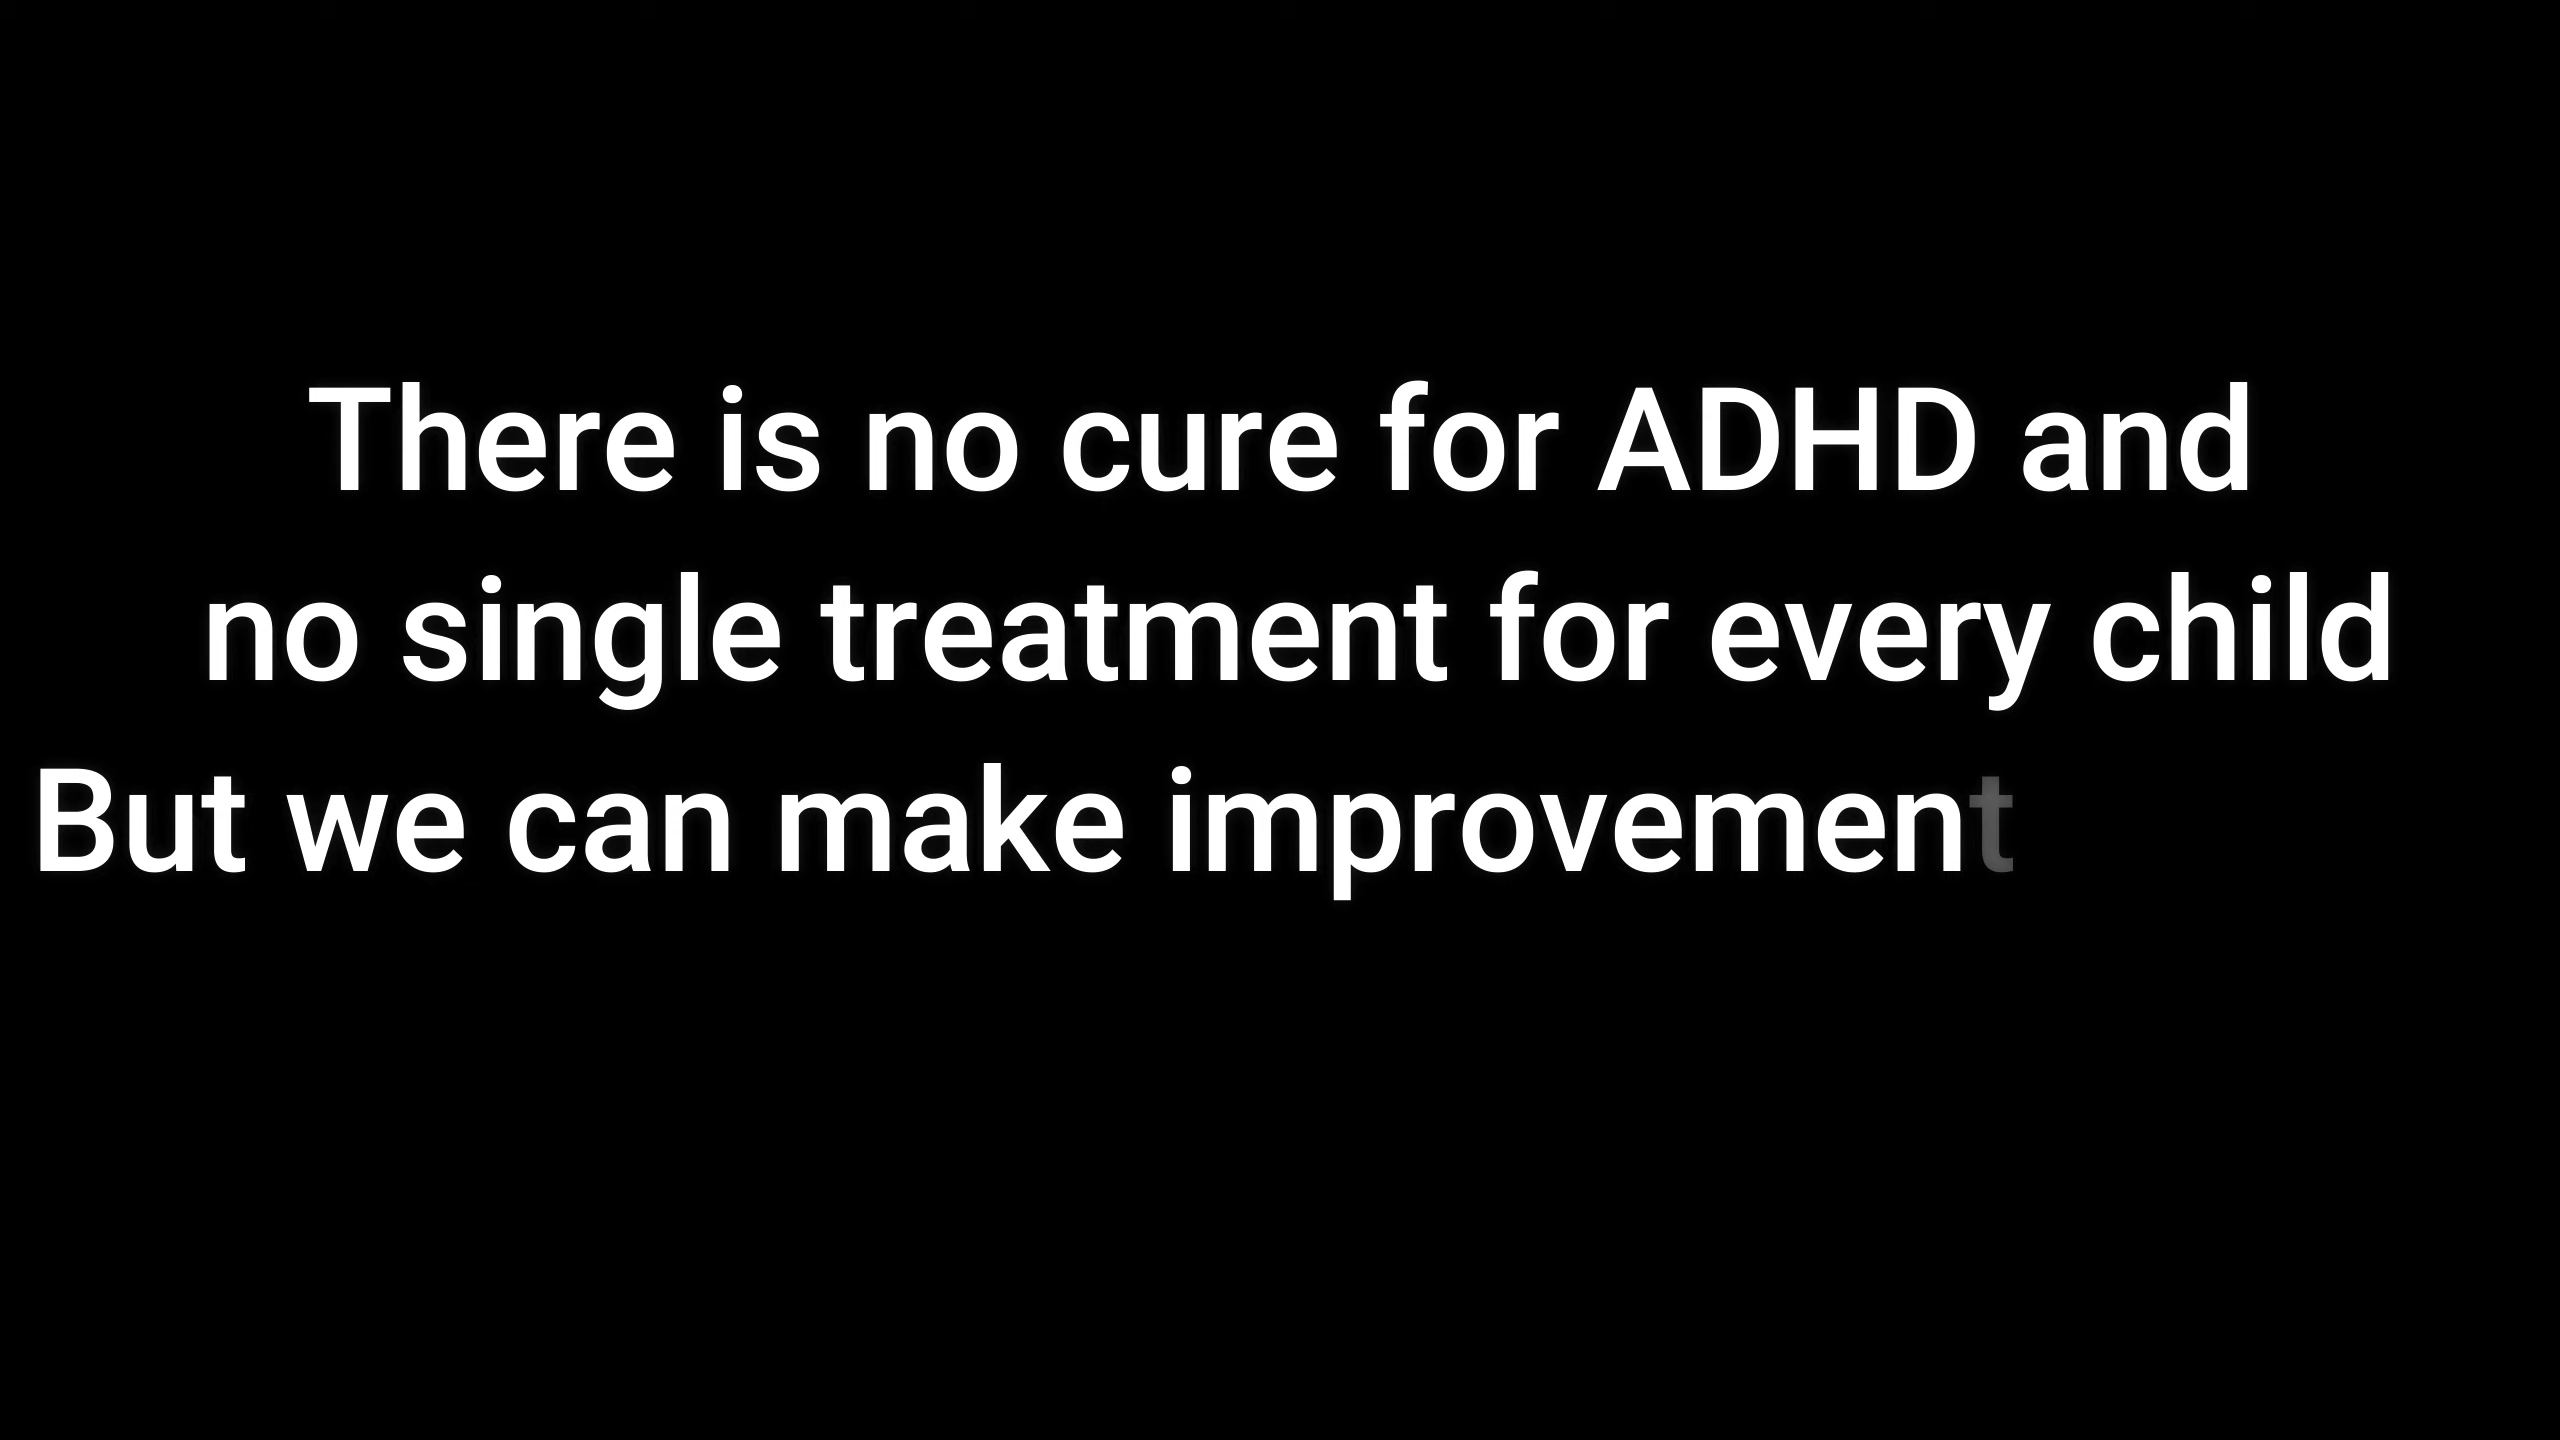 There is no cure for ADHD and
no single treatment for every child
But we can make improvement